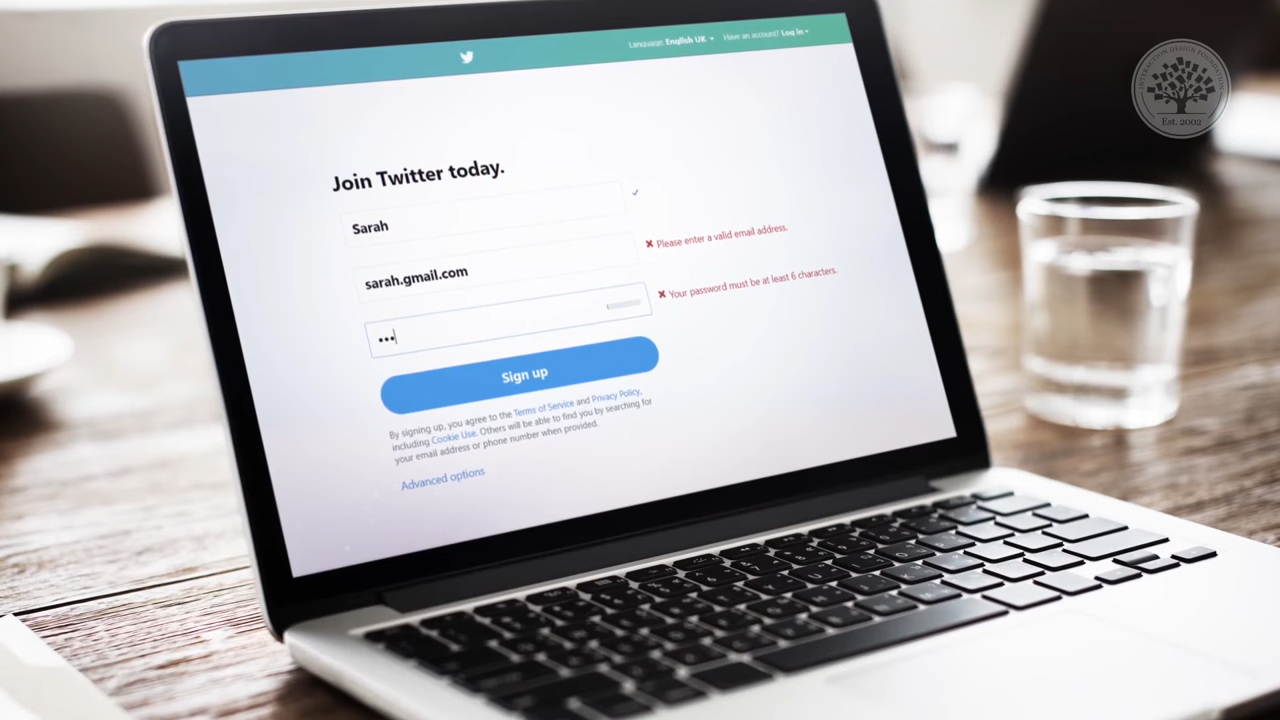 Language: English UK
Have an account? Log in
INTERACTION DESIGN FOUNDATION
Est. 2002
Join Twitter today.
Sarah
sarah.gmail.com
✖ Please enter a valid email address.
•••
✖ Your password must be at least 6 characters.
Sign up
By signing up, you agree to the Terms of Service and Privacy Policy,
including Cookie Use. Others will be able to find you by searching for
your email address or phone number when provided.
Advanced options